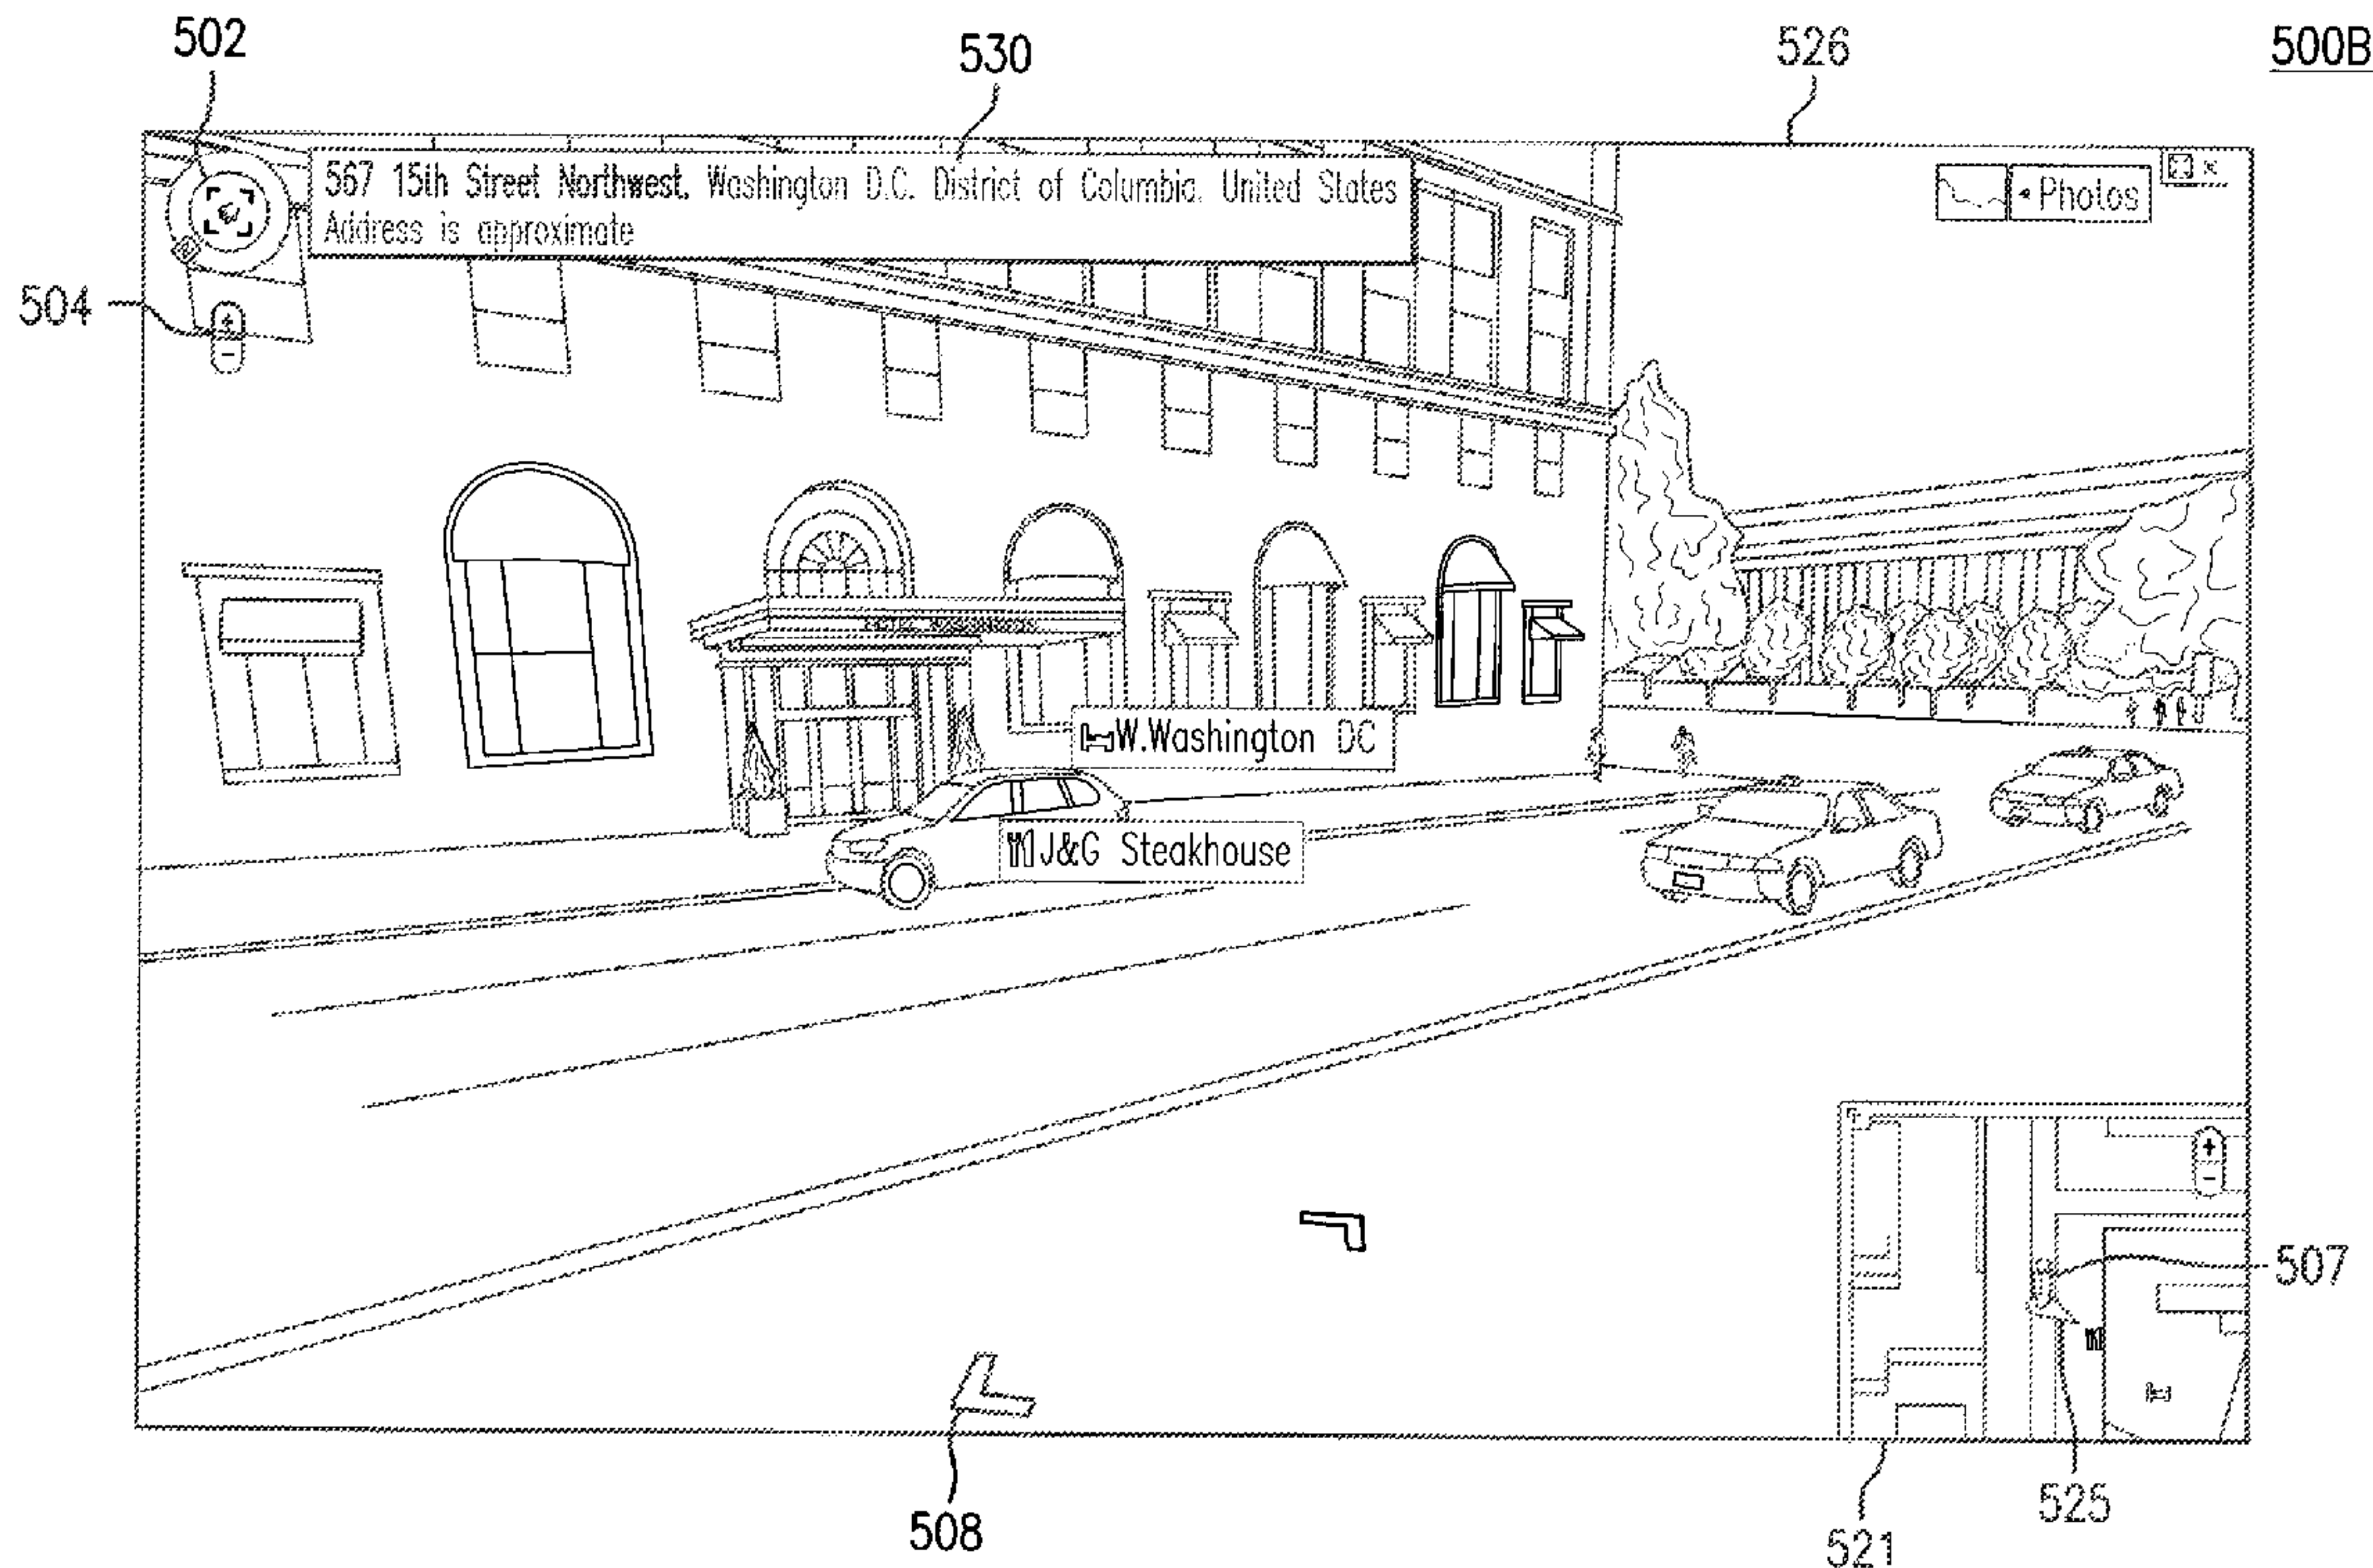 502
530
526
500B
567 15th Street Northwest, Washington D.C. District of Columbia, United States
Address is approximate
Photos
504
W.Washington DC
J&G Steakhouse
507
508
521
525